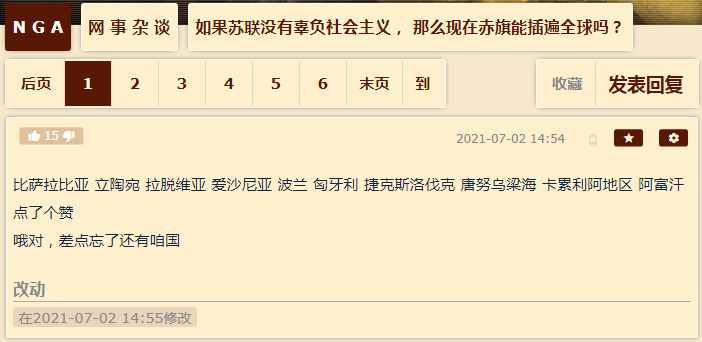 NGA 网事杂谈 如果苏联没有辜负社会主义，那么现在赤旗能插遍全球吗？
后页 1 2 3 4 5 6 末页 到 收藏 发表回复
15 2021-07-02 14:54
比萨拉比亚 立陶宛 拉脱维亚 爱沙尼亚 波兰 匈牙利 捷克斯洛伐克 唐努乌梁海 卡累利阿地区 阿富汗
点了个赞
哦对，差点忘了还有咱国
改动
在2021-07-02 14:55修改